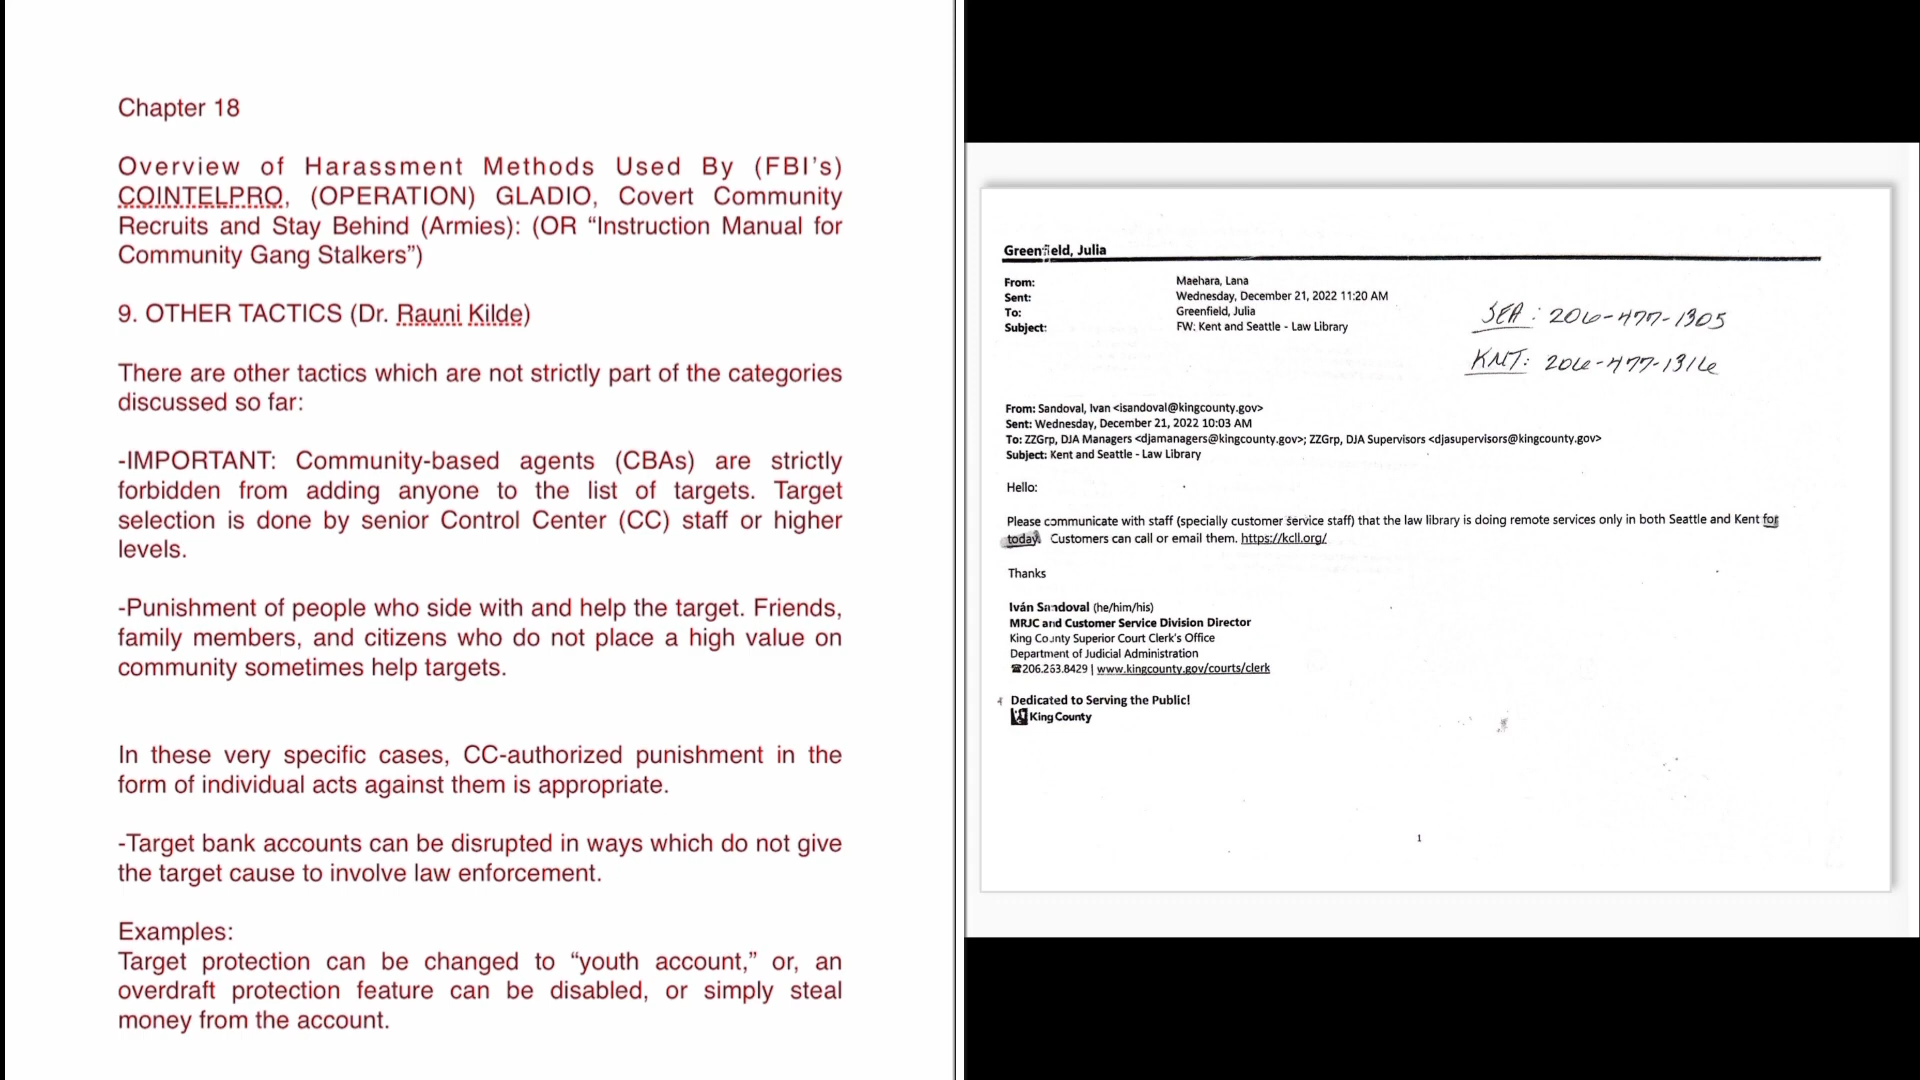 Chapter 18
Overview of Harassment Methods Used By (FBI’s)
COINTELPRO, (OPERATION) GLADIO, Covert Community
Recruits and Stay Behind (Armies): (OR “Instruction Manual for
Community Gang Stalkers”)
9. OTHER TACTICS (Dr. Rauni Kilde)
There are other tactics which are not strictly part of the categories
discussed so far:
-IMPORTANT: Community-based agents (CBAs) are strictly
forbidden from adding anyone to the list of targets. Target
selection is done by senior Control Center (CC) staff or higher
levels.
-Punishment of people who side with and help the target. Friends,
family members, and citizens who do not place a high value on
community sometimes help targets.
In these very specific cases, CC-authorized punishment in the
form of individual acts against them is appropriate.
-Target bank accounts can be disrupted in ways which do not give
the target cause to involve law enforcement.
Examples:
Target protection can be changed to “youth account,” or, an
overdraft protection feature can be disabled, or simply steal
money from the account.
Greenfield, Julia
From: Maehara, Lana
Sent: Wednesday, December 21, 2022 11:20 AM
To: Greenfield, Julia
Subject: FW: Kent and Seattle - Law Library
SEA: 206-477-1305
KNT: 206-477-1316
From: Sandoval, Ivan <isandoval@kingcounty.gov>
Sent: Wednesday, December 21, 2022 10:03 AM
To: ZZGrp, DJA Managers <djamanagers@kingcounty.gov>; ZZGrp, DJA Supervisors <djasupervisors@kingcounty.gov>
Subject: Kent and Seattle - Law Library
Hello:
Please communicate with staff (specially customer service staff) that the law library is doing remote services only in both Seattle and Kent for
today. Customers can call or email them. https://kcll.org/
Thanks
Iván Sandoval (he/him/his)
MRJC and Customer Service Division Director
King County Superior Court Clerk's Office
Department of Judicial Administration
☎206.263.8429 | www.kingcounty.gov/courts/clerk
Dedicated to Serving the Public!
King County
1